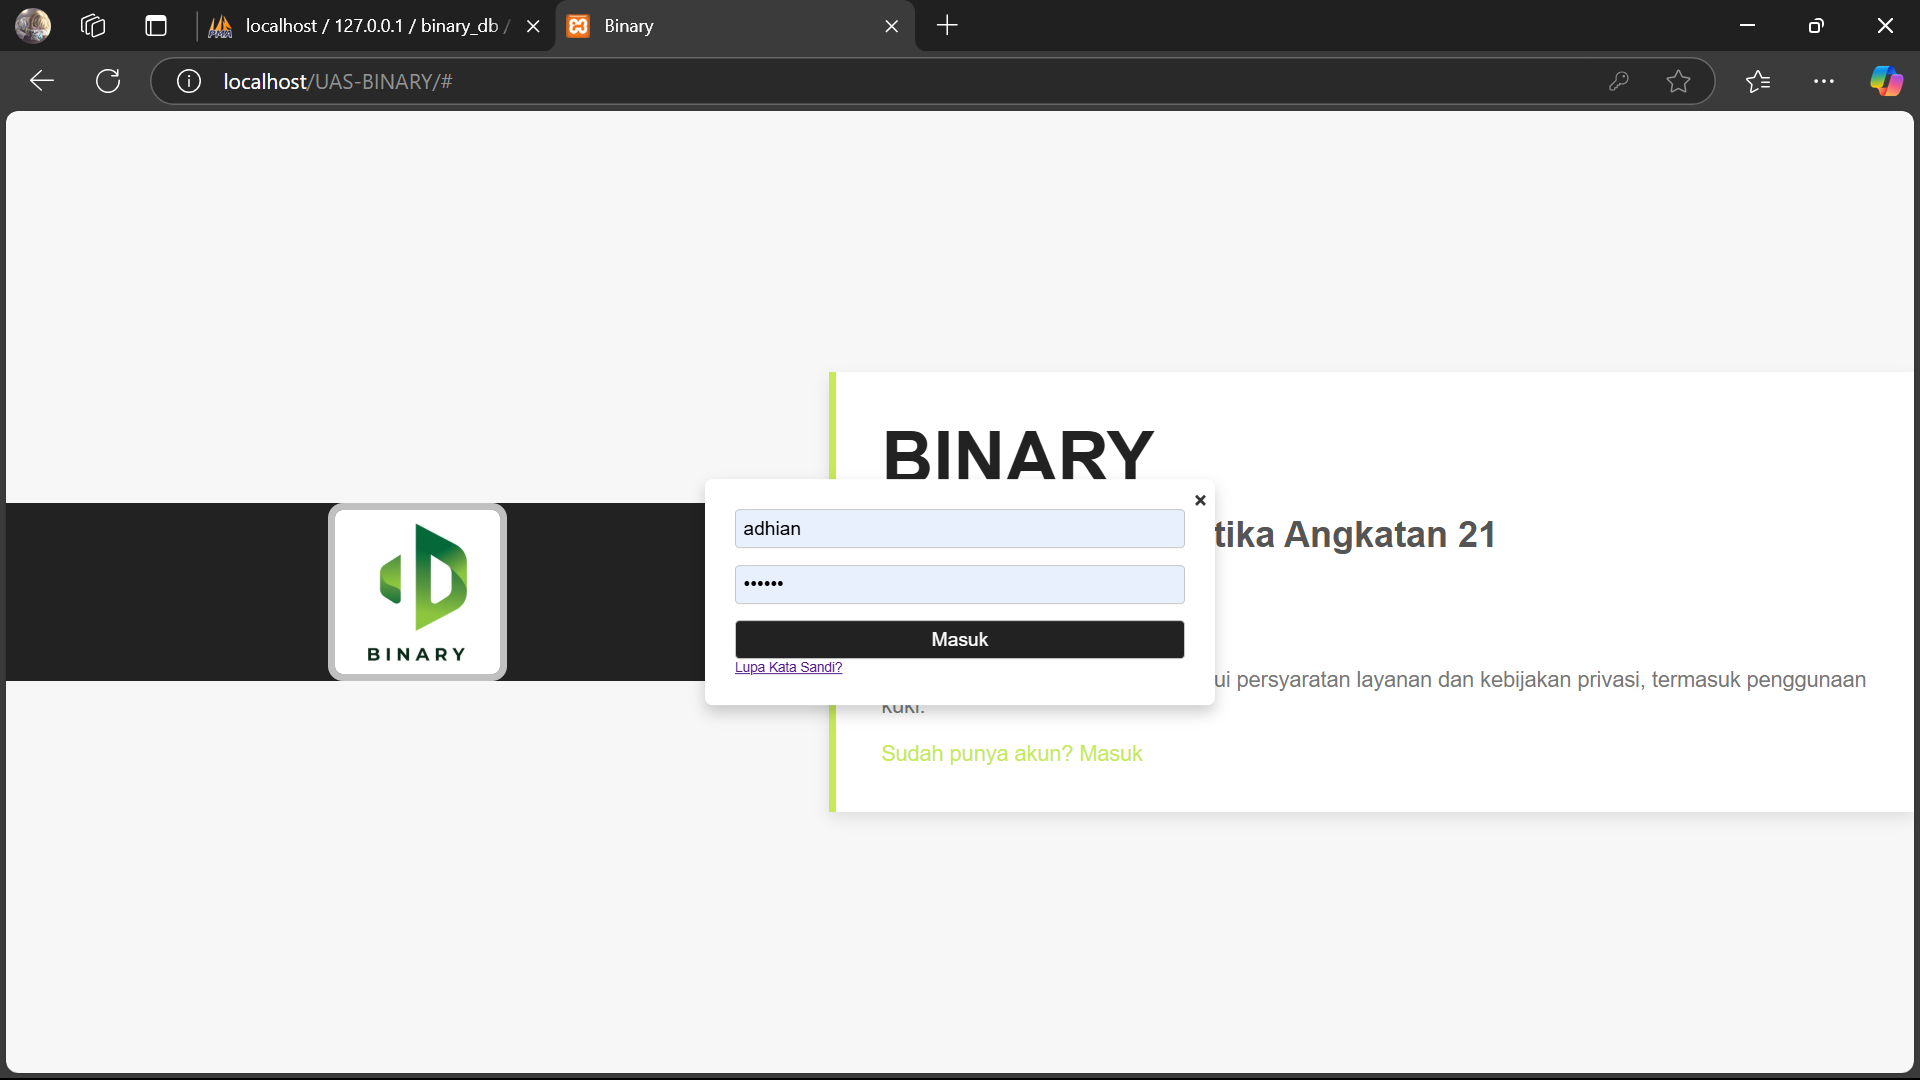 localhost / 127.0.0.1 / binary_db /
Binary
localhost/UAS-BINARY/#
BINARY
BINARY
tika Angkatan 21
adhian
••••••
Masuk
Lupa Kata Sandi?
ui persyaratan layanan dan kebijakan privasi, termasuk penggunaan
kuki.
Sudah punya akun? Masuk